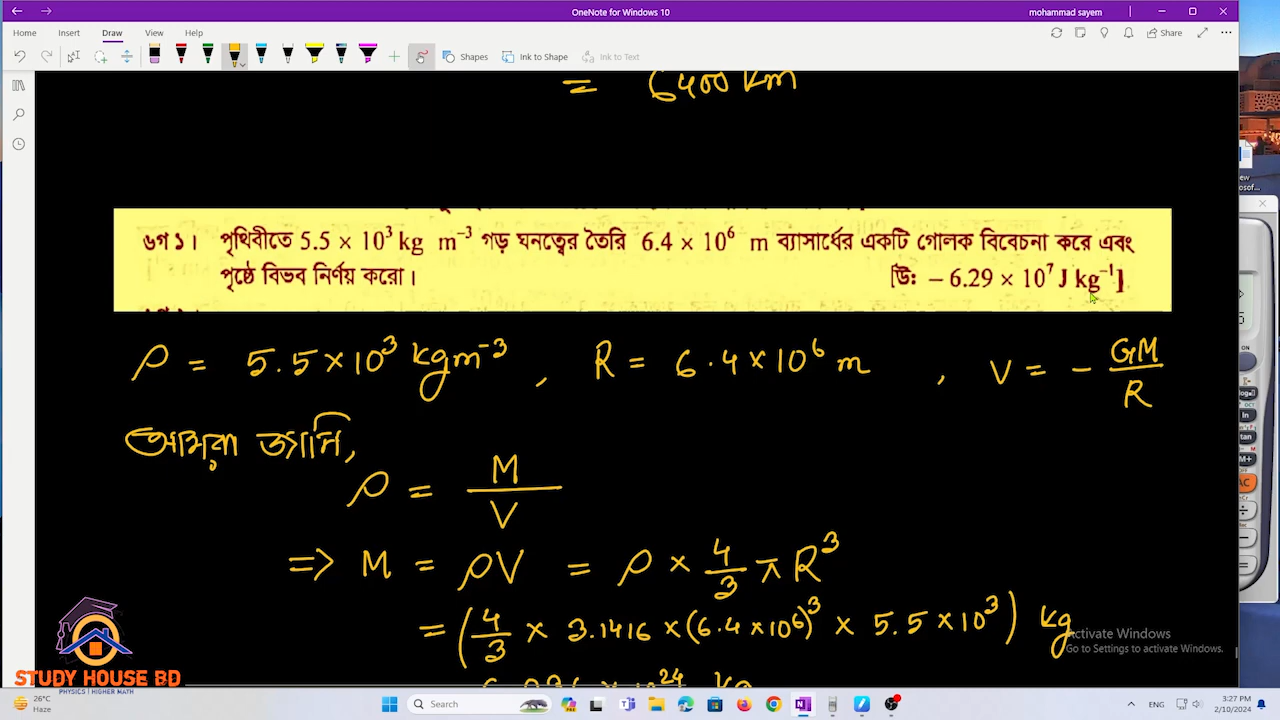 OneNote for Windows 10
mohammad sayem
Home Insert Draw View Help
Share
Shapes Ink to Shape Ink to Text
= 6400 km
৬গ ১। পৃথিবীতে 5.5 × 10³ kg m⁻³ গড় ঘনত্বের তৈরি 6.4 × 10⁶ m ব্যাসার্ধের একটি গোলক বিবেচনা করে এবং
পৃষ্ঠে বিভব নির্ণয় করো। [উ: – 6.29 × 10⁷ J kg⁻¹]
ρ = 5.5×10³ kgm⁻³ , R = 6.4×10⁶ m , V = - GM/R
আমরা জানি,
ρ = M/V
=> M = ρV = ρ × 4/3 π R³
= (4/3 × 3.1416 × (6.4×10⁶)³ × 5.5×10³) kg
Activate Windows
Go to Settings to activate Windows.
STUDY HOUSE BD
PHYSICS | HIGHER MATH
26°C
Haze
Search
ENG
3:27 PM
2/10/2024